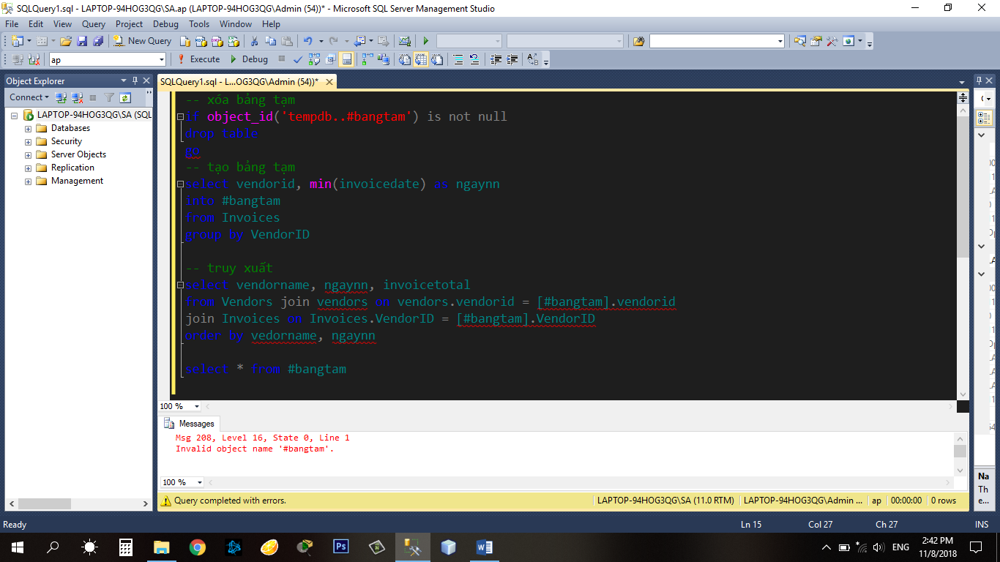 SQLQuery1.sql - LAPTOP-94HOG3QG\SA.ap (LAPTOP-94HOG3QG\Admin (54))* - Microsoft SQL Server Management Studio
File Edit View Query Project Debug Tools Window Help
New Query
ap Execute Debug
Object Explorer
Connect
LAPTOP-94HOG3QG\SA (SQL
Databases
Security
Server Objects
Replication
Management
SQLQuery1.sql - L...OG3QG\Admin (54))*
-- xóa bảng tạm
if object_id('tempdb..#bangtam') is not null
drop table
go
-- tạo bảng tạm
select vendorid, min(invoicedate) as ngaynn
into #bangtam
from Invoices
group by VendorID
-- truy xuất
select vendorname, ngaynn, invoicetotal
from Vendors join vendors on vendors.vendorid = [#bangtam].vendorid
join Invoices on Invoices.VendorID = [#bangtam].VendorID
order by vedorname, ngaynn
select * from #bangtam
100 %
Messages
Msg 208, Level 16, State 0, Line 1
Invalid object name '#bangtam'.
100 %
Query completed with errors. LAPTOP-94HOG3QG\SA (11.0 RTM) LAPTOP-94HOG3QG\Admin ... ap 00:00:00 0 rows
Na
Th
e...
Ready Ln 15 Col 27 Ch 27 INS
Ps W ENG 2:42 PM
11/8/2018